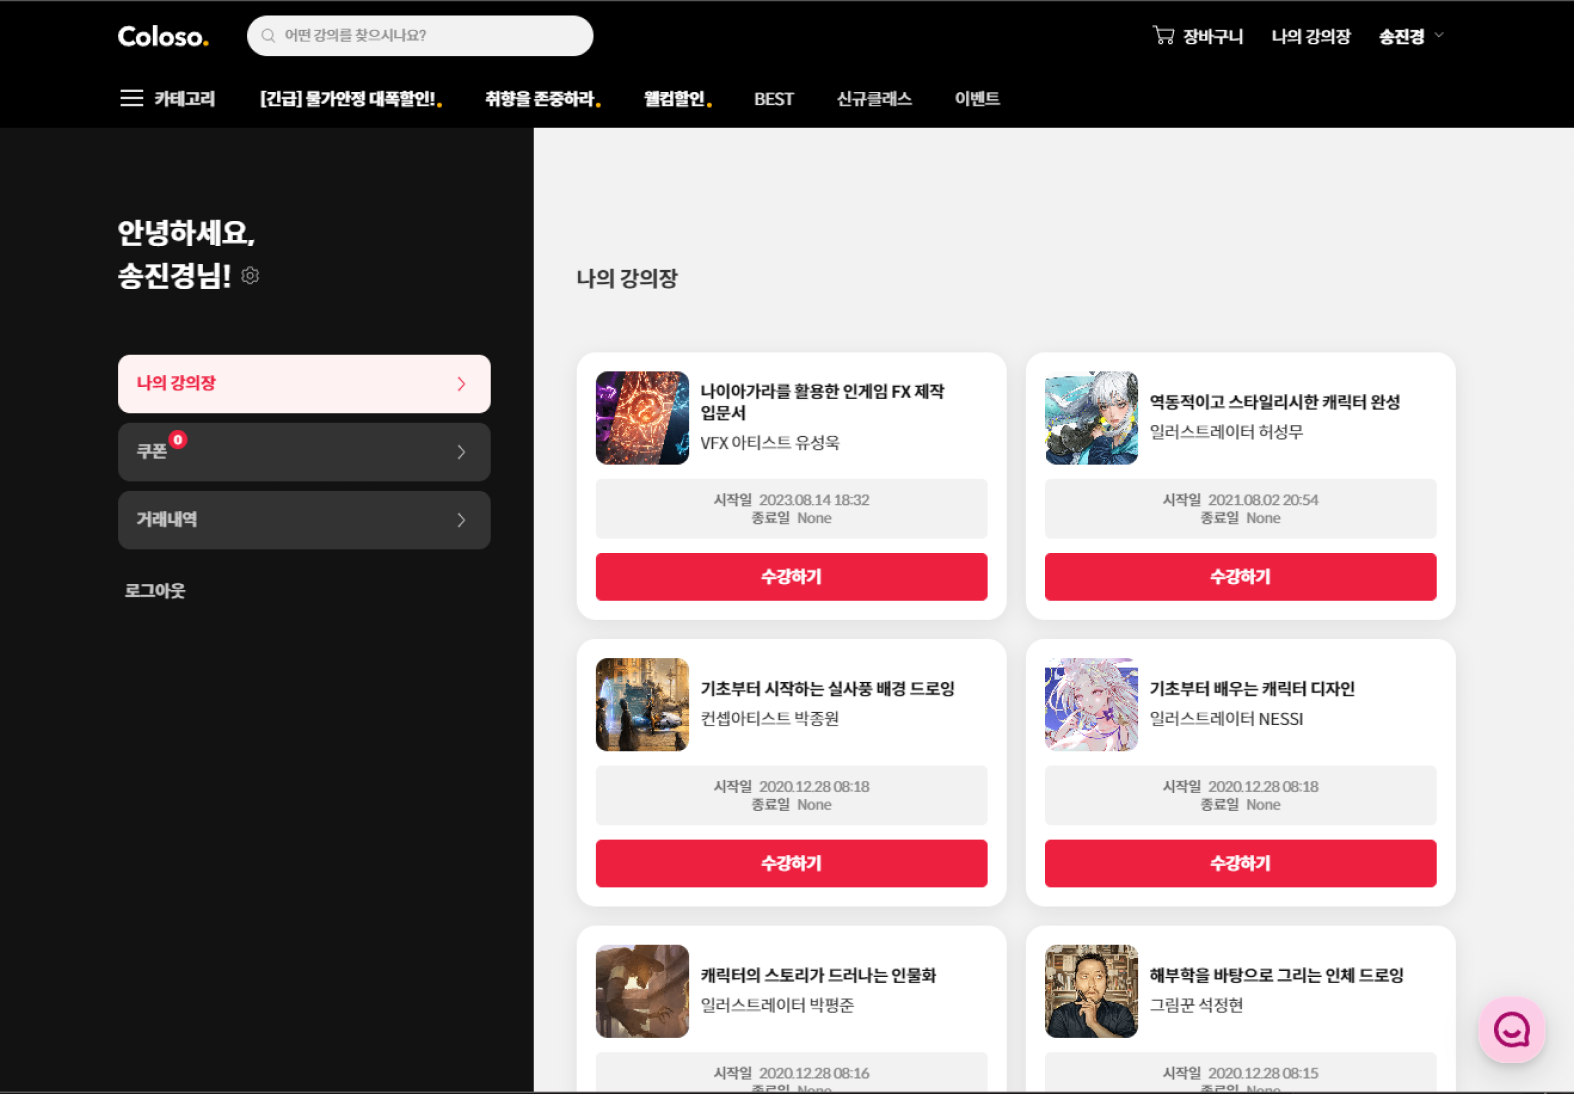 Coloso.
어떤 강의를 찾으시나요?
장바구니 나의 강의장 송진경
카테고리 [긴급] 물가안정 대폭할인!. 취향을 존중하라. 웰컴할인. BEST 신규클래스 이벤트
안녕하세요,
송진경님!
나의 강의장
쿠폰 0
거래내역
로그아웃
나의 강의장
나이아가라를 활용한 인게임 FX 제작
입문서
VFX 아티스트 유성욱
시작일 2023.08.14 18:32
종료일 None
수강하기
역동적이고 스타일리시한 캐릭터 완성
일러스트레이터 허성무
시작일 2021.08.02 20:54
종료일 None
수강하기
기초부터 시작하는 실사풍 배경 드로잉
컨셉아티스트 박종원
시작일 2020.12.28 08:18
종료일 None
수강하기
기초부터 배우는 캐릭터 디자인
일러스트레이터 NESSI
시작일 2020.12.28 08:18
종료일 None
수강하기
캐릭터의 스토리가 드러나는 인물화
일러스트레이터 박평준
시작일 2020.12.28 08:16
종료일 None
해부학을 바탕으로 그리는 인체 드로잉
그림꾼 석정현
시작일 2020.12.28 08:15
종료일 None